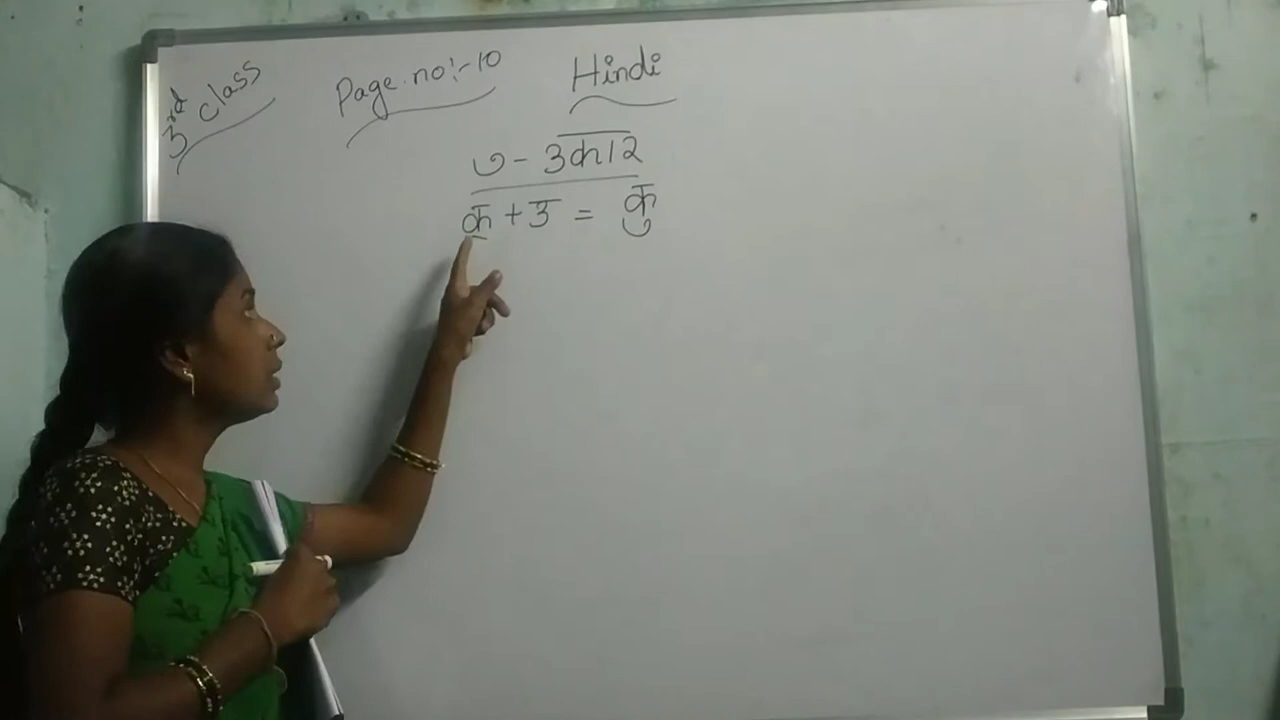 3rd class
Page.no:-10
Hindi
ु - उकार
क + उ = कु